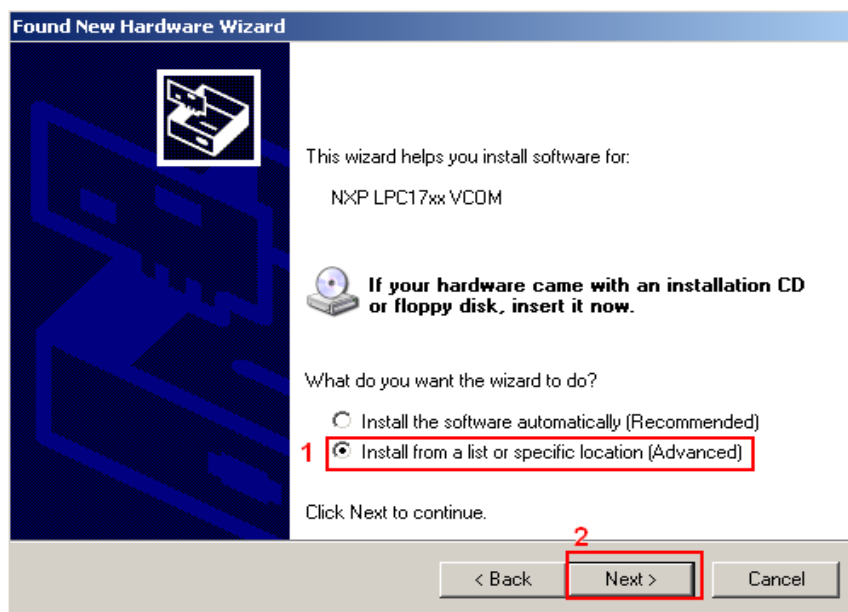 Found New Hardware Wizard
This wizard helps you install software for:
NXP LPC17xx VCOM
If your hardware came with an installation CD
or floppy disk, insert it now.
What do you want the wizard to do?
Install the software automatically (Recommended)
1 Install from a list or specific location (Advanced)
Click Next to continue.
2
< Back Next > Cancel